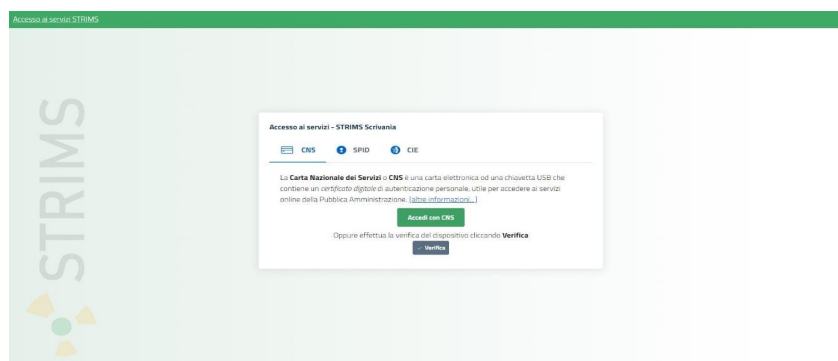 Accesso ai servizi STRIMS
STRIMS
Accesso ai servizi - STRIMS Scrivania
CNS SPID CIE
La Carta Nazionale dei Servizi o CNS è una carta elettronica od una chiavetta USB che
contiene un certificato digitale di autenticazione personale, utile per accedere ai servizi
online della Pubblica Amministrazione. [altre informazioni...]
Accedi con CNS
Oppure effettua la verifica del dispositivo cliccando Verifica
Verifica